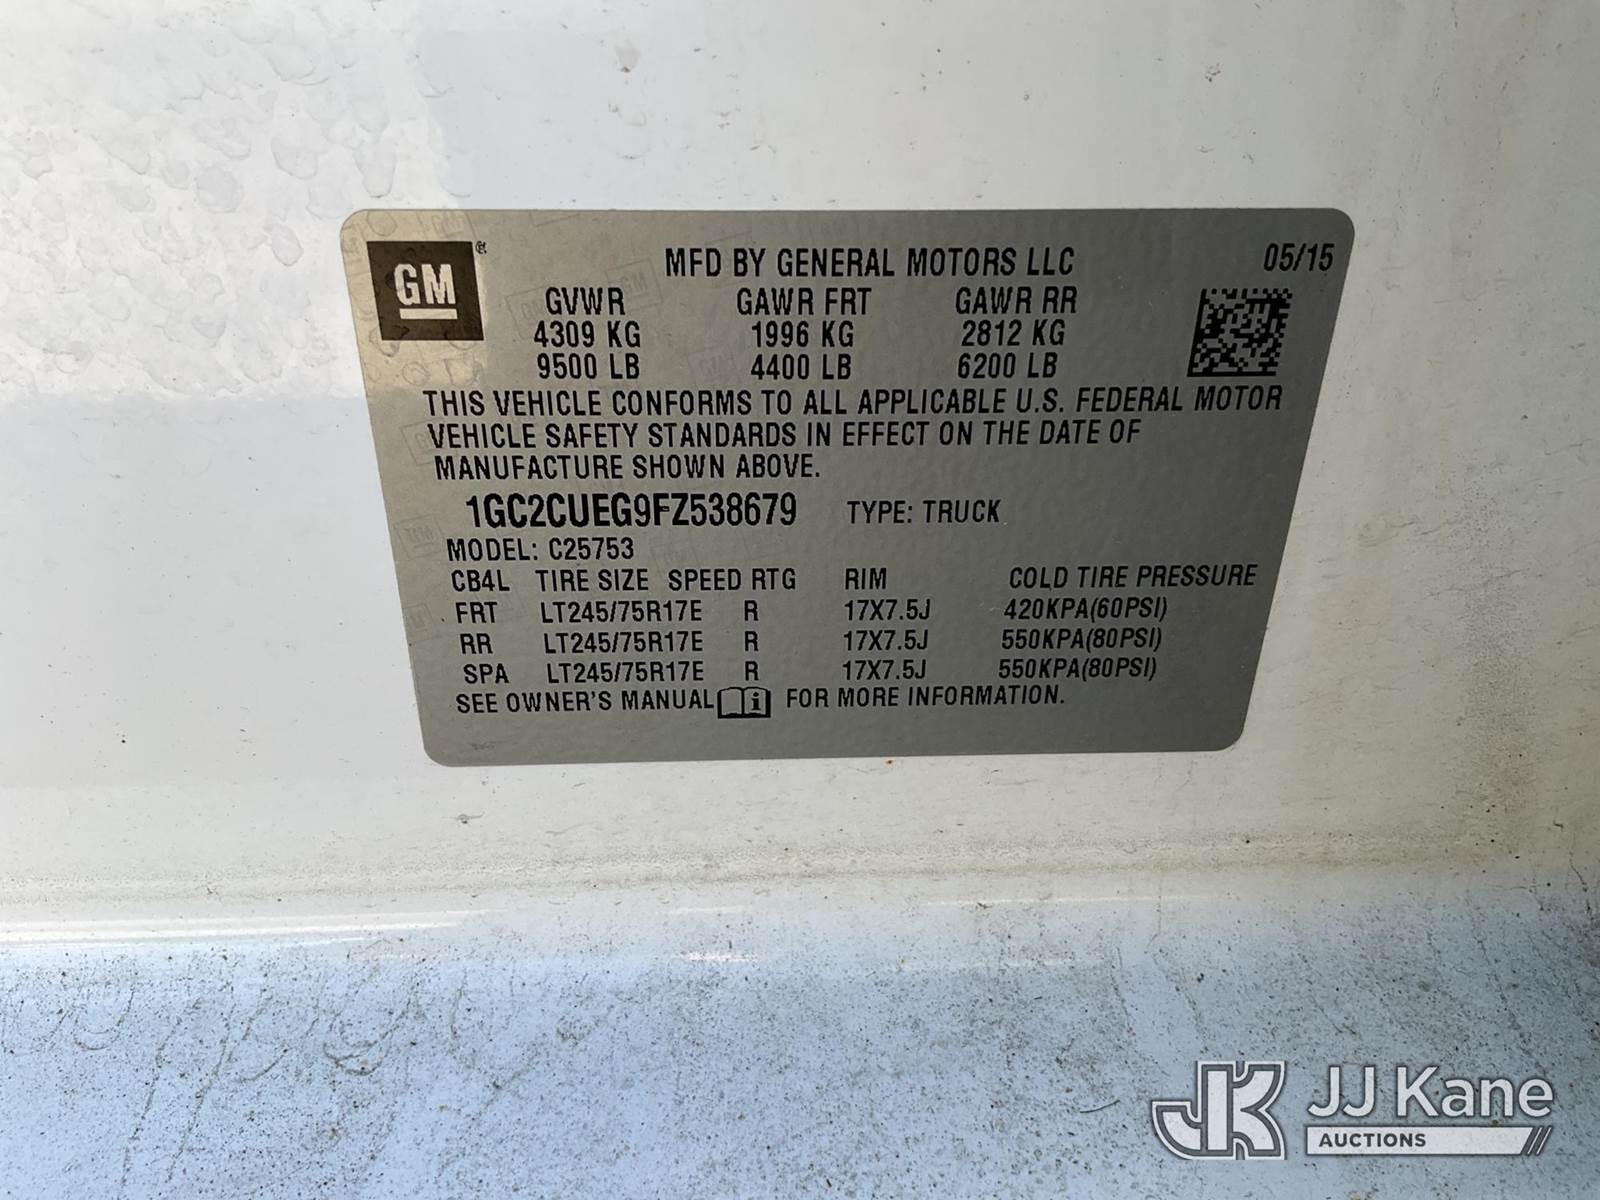 GM
MFD BY GENERAL MOTORS LLC 05/15
GVWR GAWR FRT GAWR RR
4309 KG 1996 KG 2812 KG
9500 LB 4400 LB 6200 LB
THIS VEHICLE CONFORMS TO ALL APPLICABLE U.S. FEDERAL MOTOR
VEHICLE SAFETY STANDARDS IN EFFECT ON THE DATE OF
MANUFACTURE SHOWN ABOVE.
1GC2CUEG9FZ538679 TYPE: TRUCK
MODEL: C25753
CB4L TIRE SIZE SPEED RTG RIM COLD TIRE PRESSURE
FRT LT245/75R17E R 17X7.5J 420KPA(60PSI)
RR LT245/75R17E R 17X7.5J 550KPA(80PSI)
SPA LT245/75R17E R 17X7.5J 550KPA(80PSI)
SEE OWNER'S MANUAL FOR MORE INFORMATION.
JK JJ Kane
AUCTIONS